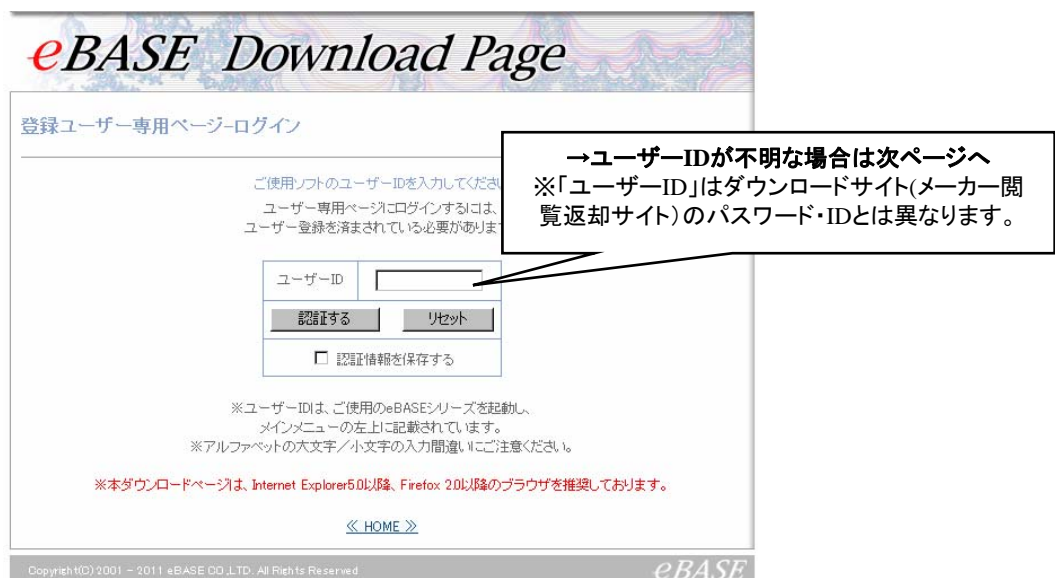 eBASE Download Page
登録ユーザー専用ページ-ログイン
→ユーザーIDが不明な場合は次ページへ
※「ユーザーID」はダウンロードサイト(メーカー閲
覧返却サイト)のパスワード・IDとは異なります。
ご使用ソフトのユーザーIDを入力してくださ
ユーザー専用ページにログインするには、
ユーザー登録を済まされている必要がありま
ユーザーID
認証する
リセット
認証情報を保存する
※ユーザーIDは、ご使用のeBASEシリーズを起動し、
メインメニューの左上に記載されています。
※アルファベットの大文字/小文字の入力間違いにご注意ください。
※本ダウンロードページは、Internet Explorer5.0以降、Firefox 2.0以降のブラウザを推奨しております。
≪ HOME ≫
Copyright(C) 2001 - 2011 eBASE CO.,LTD. All Rights Reserved
eBASE